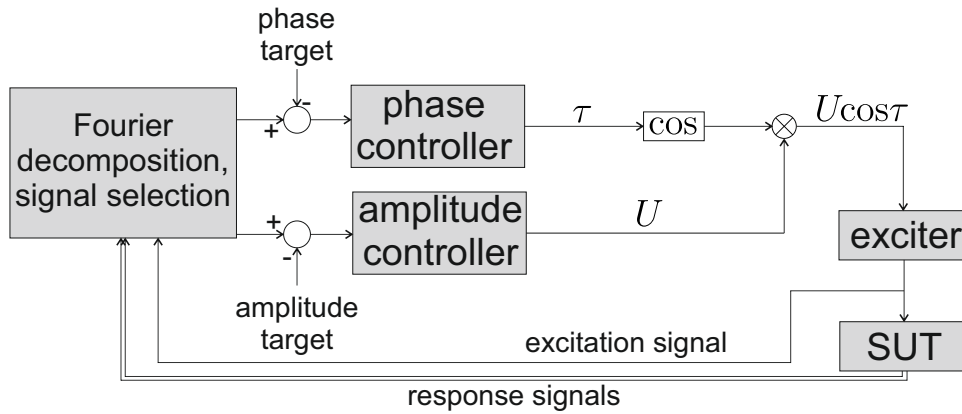 phase
target
-
+
Fourier
decomposition,
signal selection
phase
controller
τ
cos
Ucosτ
+
-
amplitude
controller
U
exciter
amplitude
target
excitation signal
SUT
response signals